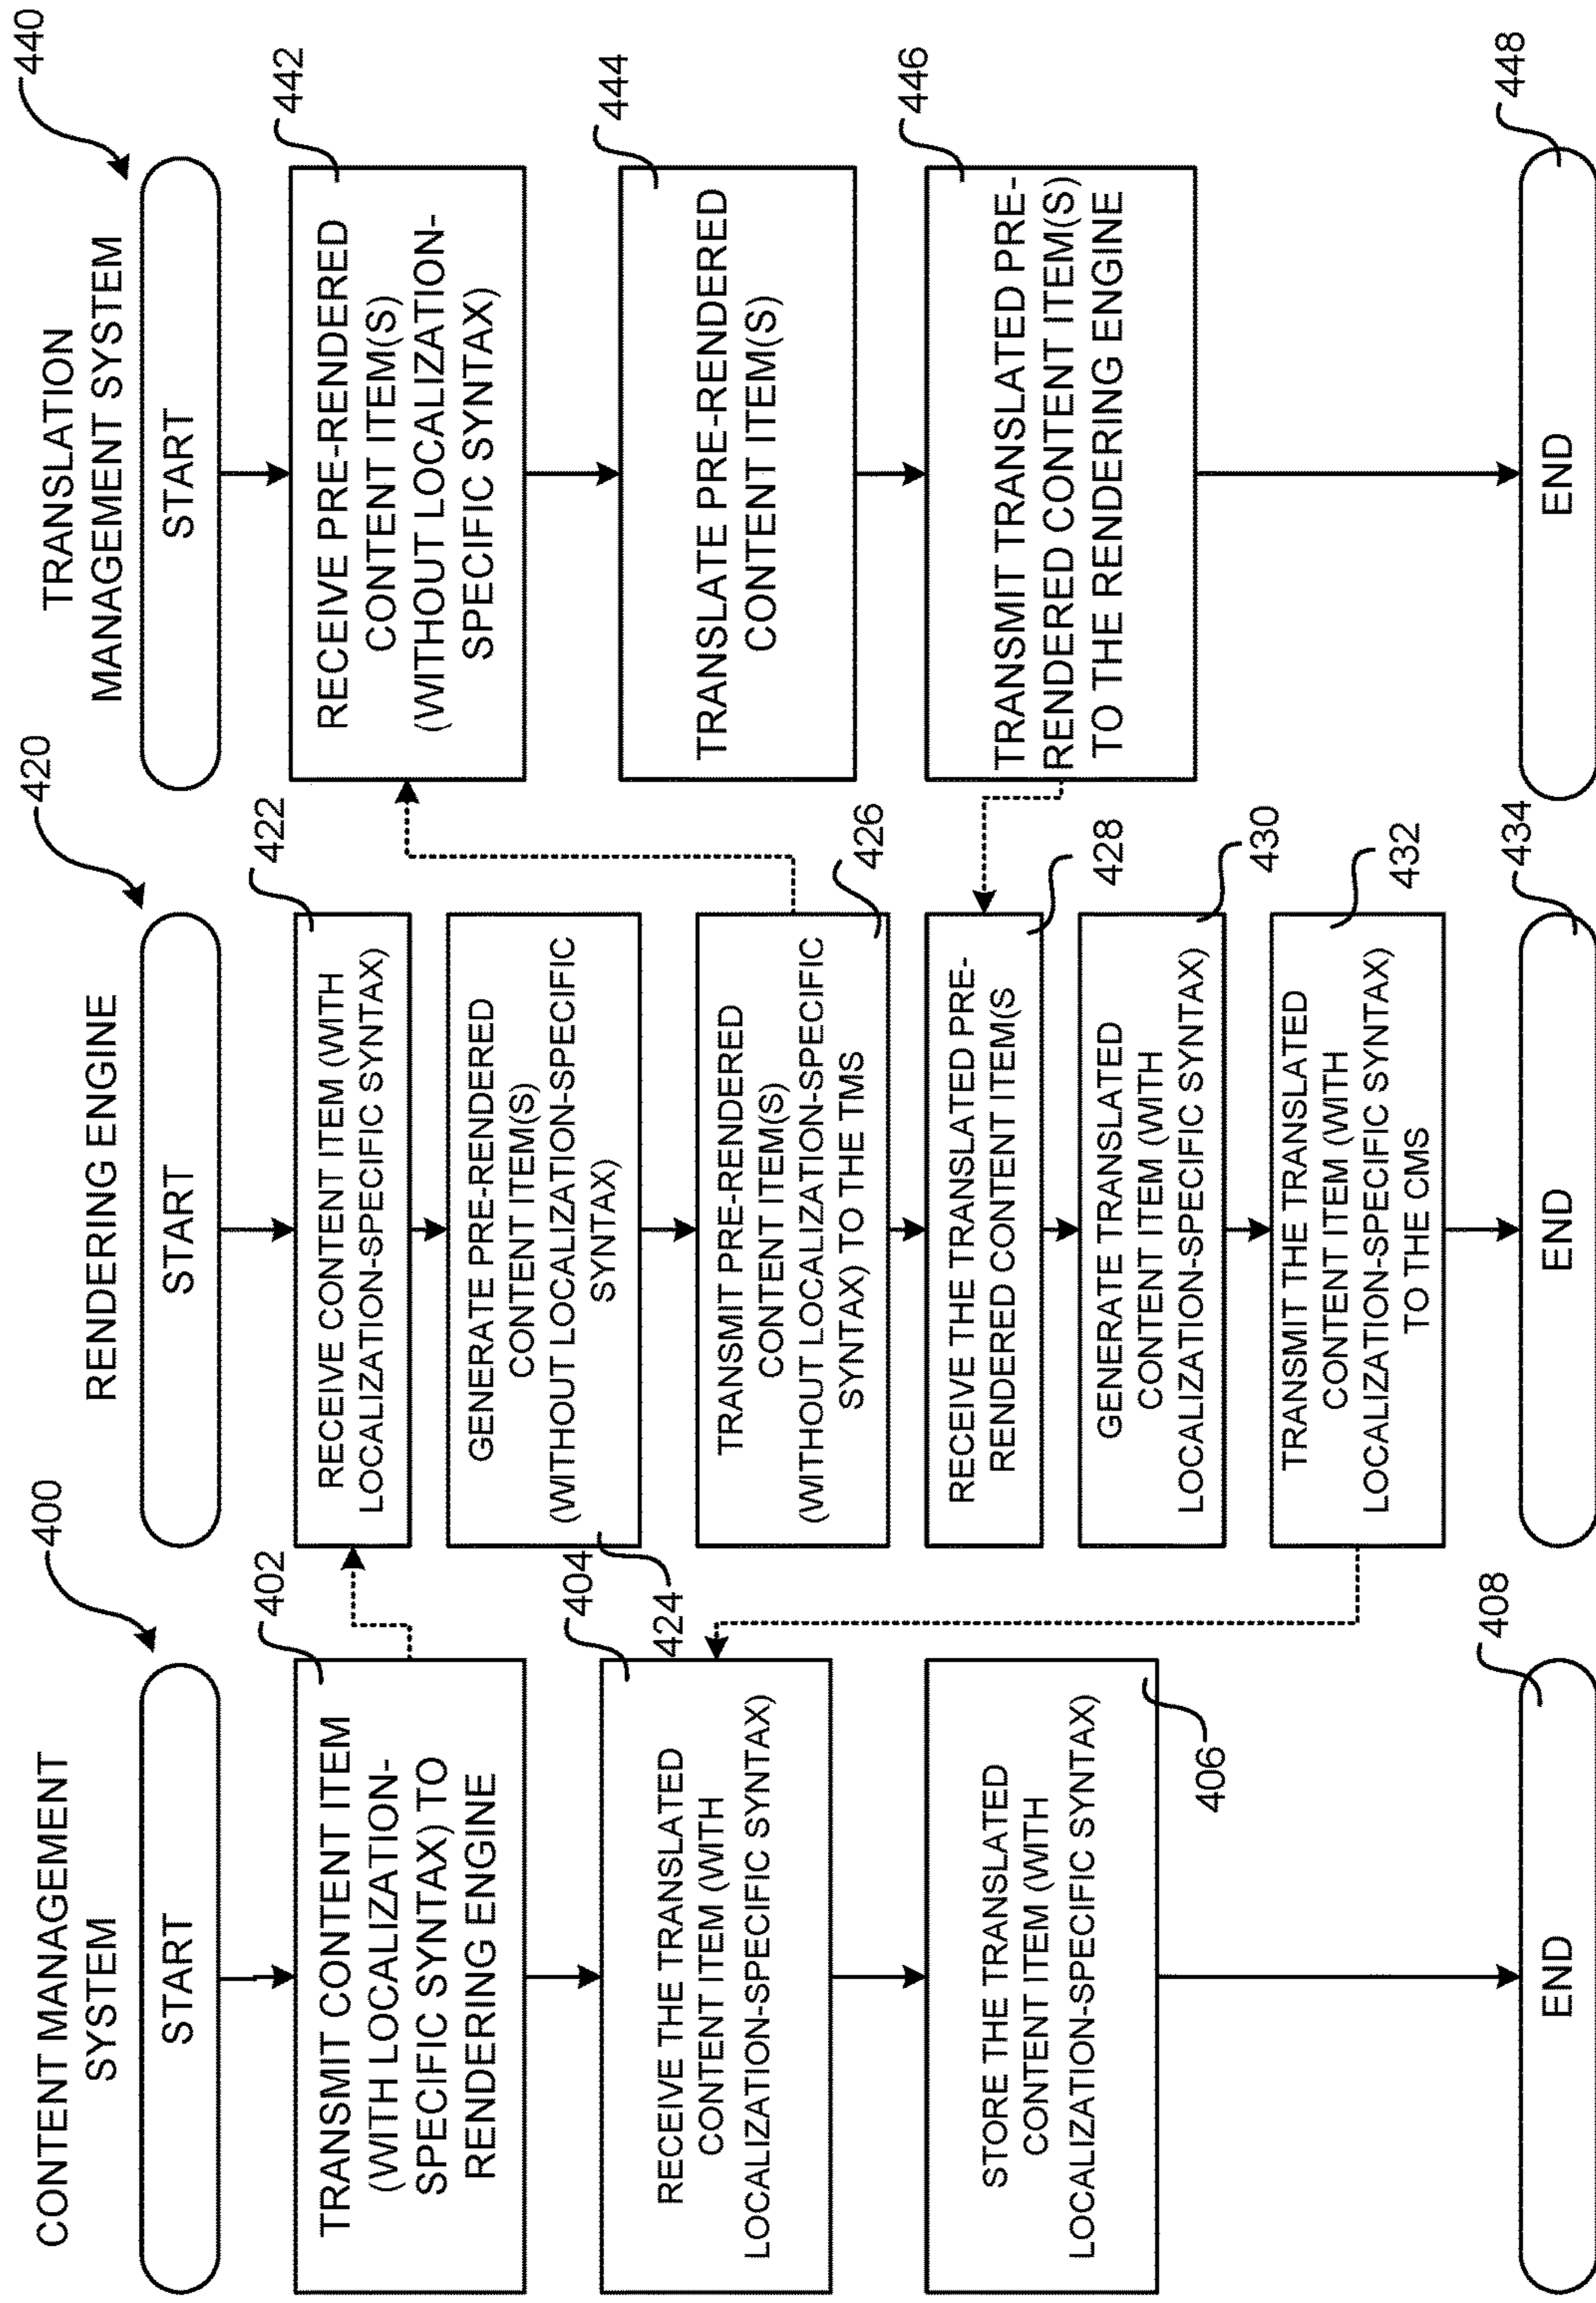 CONTENT MANAGEMENT
SYSTEM
400
START
402
TRANSMIT CONTENT ITEM
(WITH LOCALIZATION-
SPECIFIC SYNTAX) TO
RENDERING ENGINE
404
RECEIVE THE TRANSLATED
CONTENT ITEM (WITH
LOCALIZATION-SPECIFIC SYNTAX)
STORE THE TRANSLATED
CONTENT ITEM (WITH
LOCALIZATION-SPECIFIC SYNTAX)
406
408
END
RENDERING ENGINE
420
START
422
RECEIVE CONTENT ITEM (WITH
LOCALIZATION-SPECIFIC SYNTAX)
GENERATE PRE-RENDERED
CONTENT ITEM(S)
(WITHOUT LOCALIZATION-SPECIFIC
SYNTAX)
424
TRANSMIT PRE-RENDERED
CONTENT ITEM(S)
(WITHOUT LOCALIZATION-SPECIFIC
SYNTAX) TO THE TMS
426
RECEIVE THE TRANSLATED PRE-
RENDERED CONTENT ITEM(S
428
GENERATE TRANSLATED
CONTENT ITEM (WITH
LOCALIZATION-SPECIFIC SYNTAX)
430
TRANSMIT THE TRANSLATED
CONTENT ITEM (WITH
LOCALIZATION-SPECIFIC SYNTAX)
TO THE CMS
432
434
END
TRANSLATION
MANAGEMENT SYSTEM
440
START
442
RECEIVE PRE-RENDERED
CONTENT ITEM(S)
(WITHOUT LOCALIZATION-
SPECIFIC SYNTAX)
444
TRANSLATE PRE-RENDERED
CONTENT ITEM(S)
446
TRANSMIT TRANSLATED PRE-
RENDERED CONTENT ITEM(S)
TO THE RENDERING ENGINE
448
END